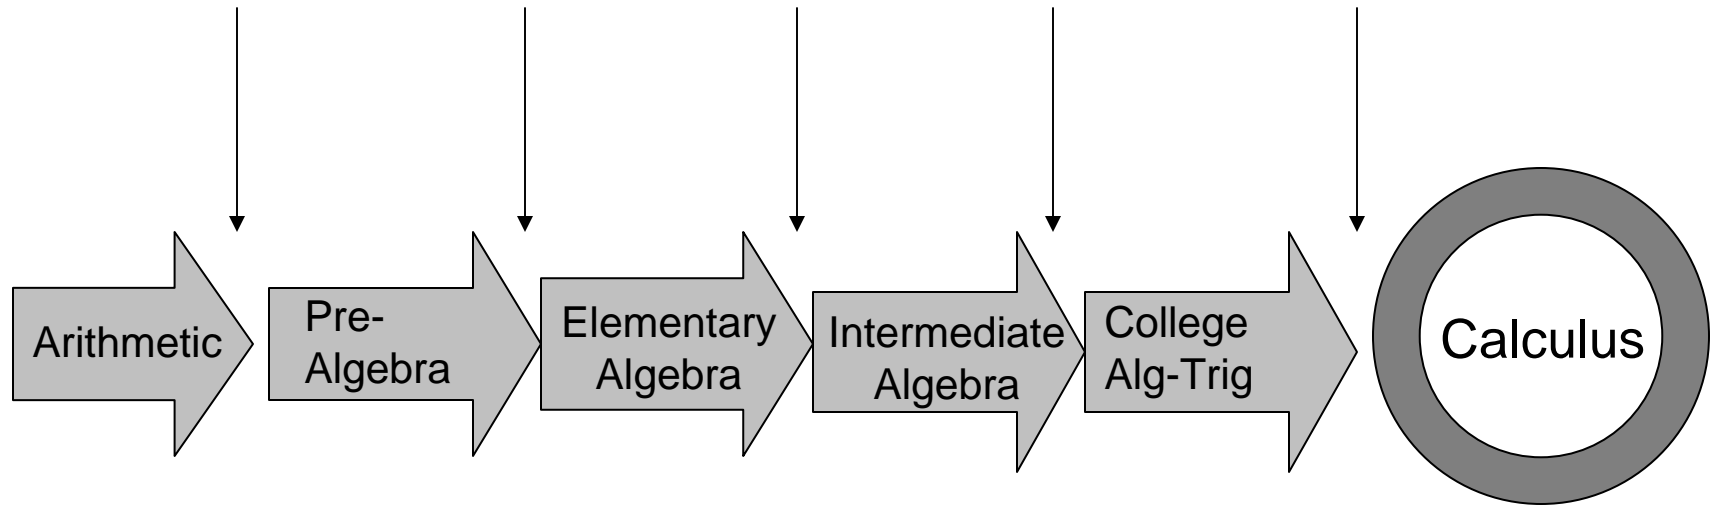 Arithmetic
Pre-
Algebra
Elementary
Algebra
Intermediate
Algebra
College
Alg-Trig
Calculus